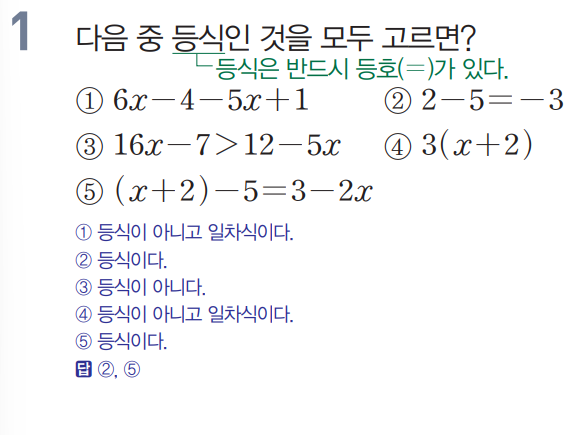 1 다음 중 등식인 것을 모두 고르면?
등식은 반드시 등호(=)가 있다.
① 6x-4-5x+1 ② 2-5=-3
③ 16x-7>12-5x ④ 3(x+2)
⑤ (x+2)-5=3-2x
① 등식이 아니고 일차식이다.
② 등식이다.
③ 등식이 아니다.
④ 등식이 아니고 일차식이다.
⑤ 등식이다.
답 ②, ⑤